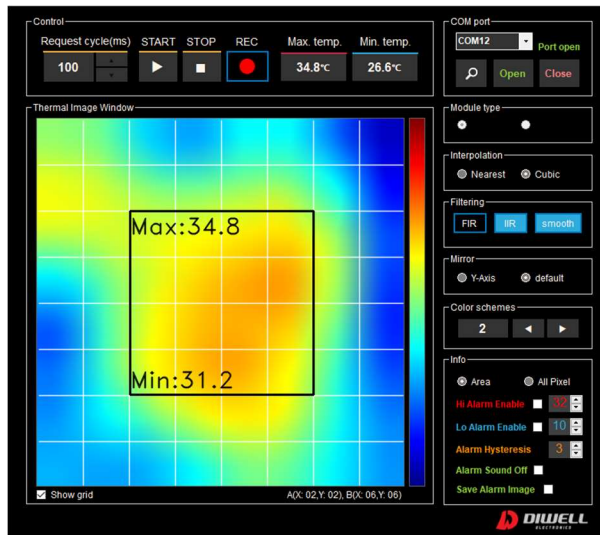 Control
Request cycle(ms) START STOP REC Max. temp. Min. temp.
100 34.8℃ 26.6℃
Thermal Image Window
Max:34.8
Min:31.2
Show grid A(X: 02,Y: 02), B(X: 06,Y: 06)
COM port
COM12 Port open
Open Close
Module type
Interpolation
Nearest Cubic
Filtering
FIR IIR smooth
Mirror
Y-Axis default
Color schemes
2
Info
Area All Pixel
Hi Alarm Enable 32
Lo Alarm Enable 10
Alarm Hysteresis 3
Alarm Sound Off
Save Alarm Image
DIWELL
ELECTRONICS